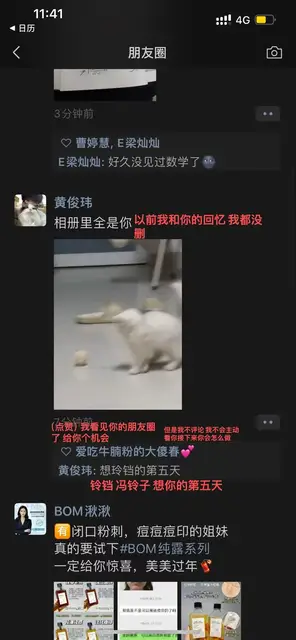 11:41
4G
日历
朋友圈
3分钟前
曹婷慧, E梁灿灿
E梁灿灿: 好久没见过数学了
黄俊玮
相册里全是你
以前我和你的回忆 我都没
删
7分钟前
(点赞) 我看见你的朋友圈
了 给你个机会
但是我不评论 我不会主动
看你接下来你会怎么做
爱吃牛腩粉的大傻春
黄俊玮: 想玲铛的第五天
铃铛 冯铃子 想你的第五天
BOM湫湫
有闭口粉刺,痘痘痘印的姐妹
真的要试下#BOM纯露系列
一定给你惊喜,美美过年